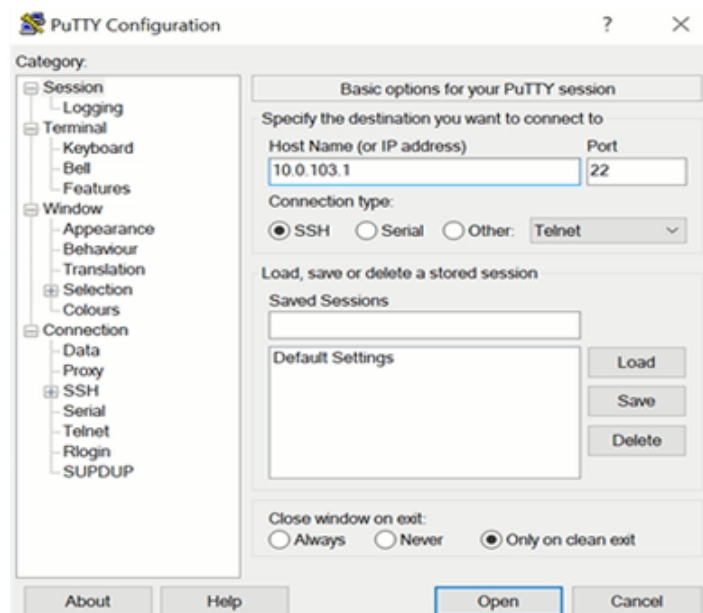 PuTTY Configuration
?
Category:
Session
Logging
Terminal
Keyboard
Bell
Features
Window
Appearance
Behaviour
Translation
Selection
Colours
Connection
Data
Proxy
SSH
Serial
Telnet
Rlogin
SUPDUP
Basic options for your PuTTY session
Specify the destination you want to connect to
Host Name (or IP address) Port
10.0.103.1 22
Connection type:
SSH Serial Other: Telnet
Load, save or delete a stored session
Saved Sessions
Default Settings
Load
Save
Delete
Close window on exit:
Always Never Only on clean exit
About Help Open Cancel